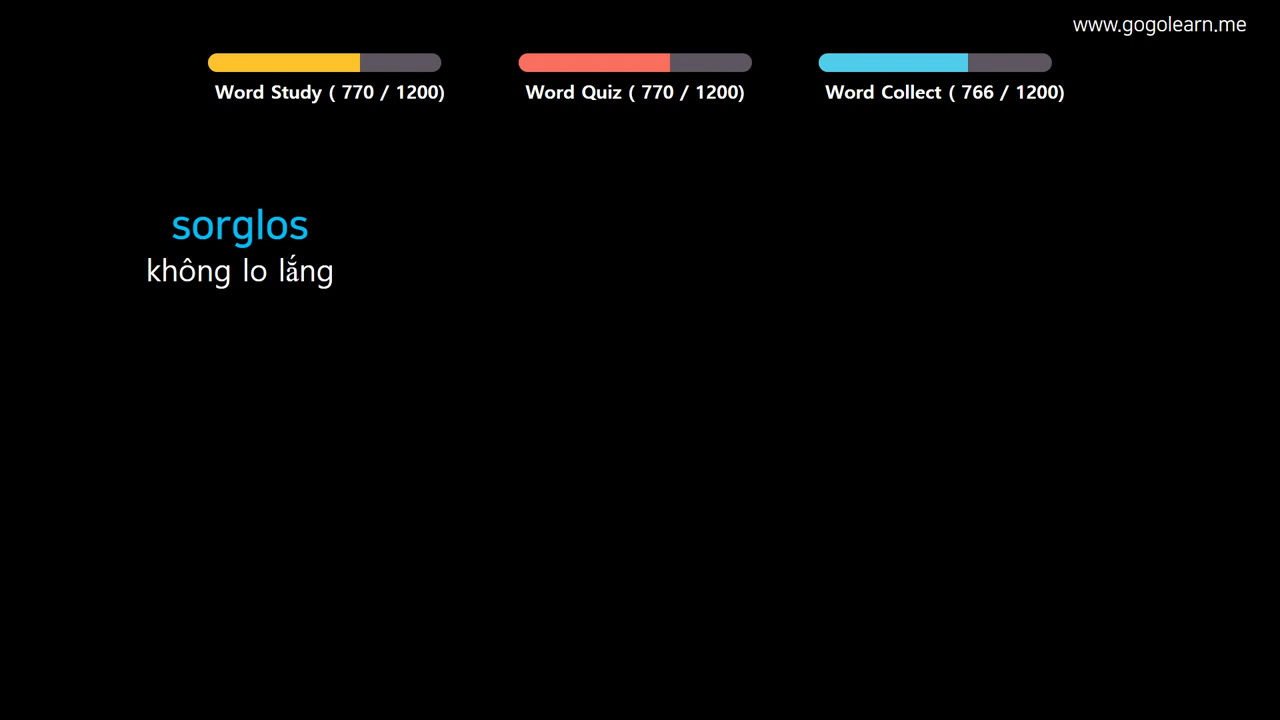 www.gogolearn.me
Word Study ( 770 / 1200)
Word Quiz ( 770 / 1200)
Word Collect ( 766 / 1200)
sorglos
không lo lắng